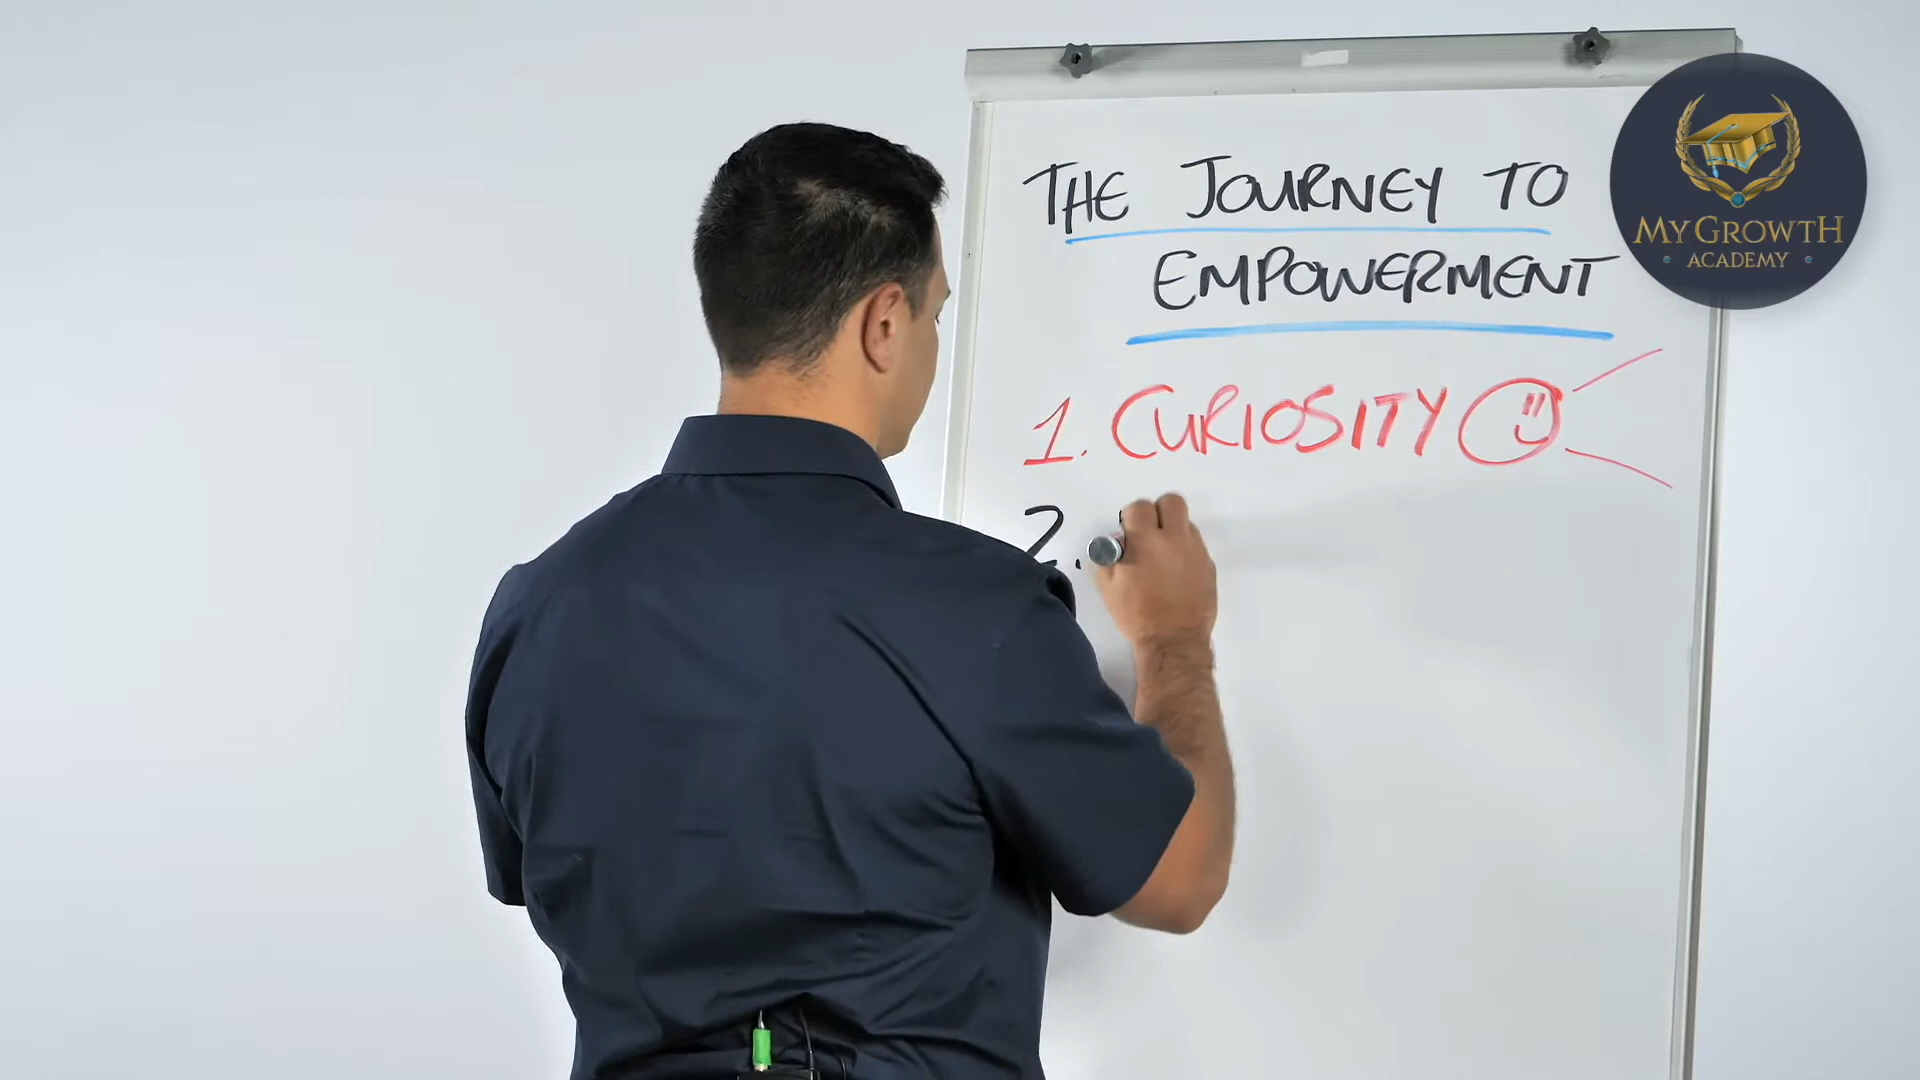 THE JOURNEY TO
EMPOWERMENT
1. CURIOSITY
2.
MY GROWTH
ACADEMY